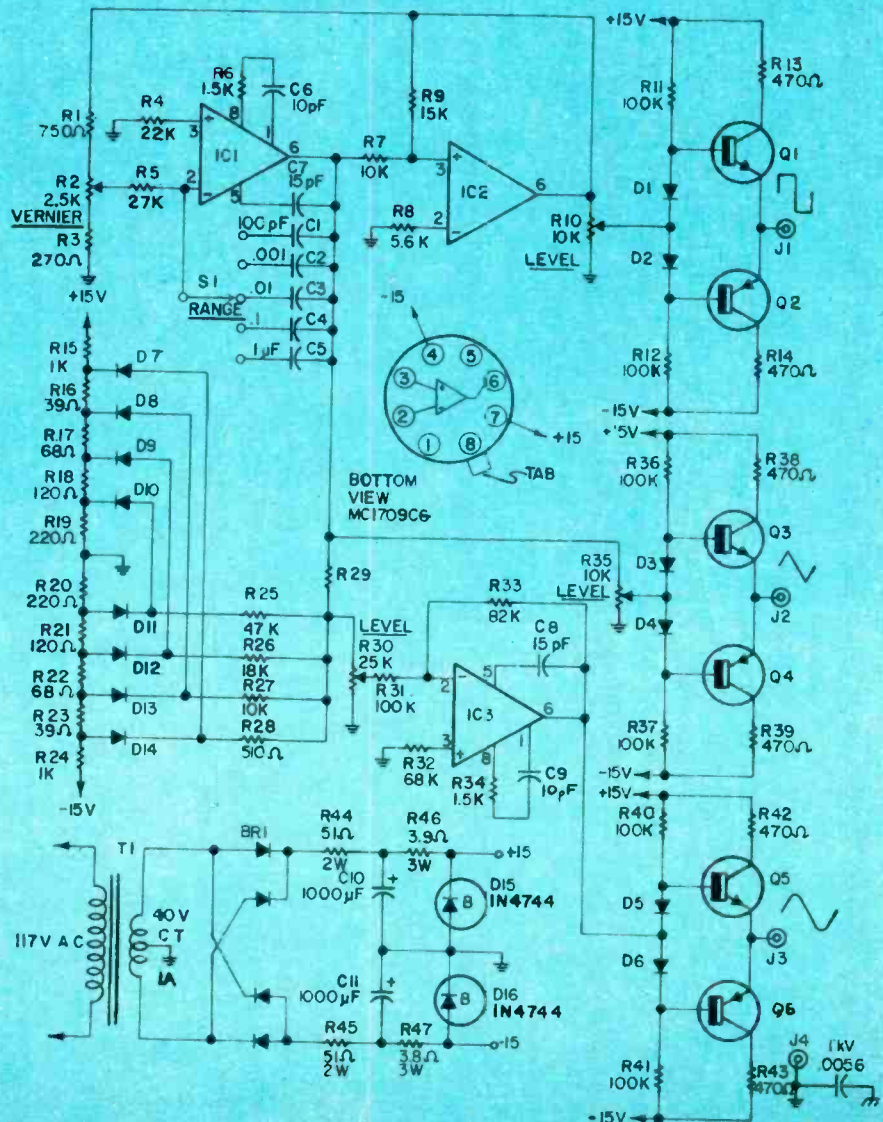 +15V
R1
750Ω
R2
2.5K
VERNIER
R3
270Ω
R4
22K
R5
27K
R6
1.5K
C6
10pF
3
8
1
IC1
6
2
5
C7
15pF
100pF C1
.001 C2
.01 C3
.1 C4
1µF C5
S1
RANGE
R7
10K
R9
15K
R8
5.6K
3
IC2
6
2
R10
10K
LEVEL
R11
100K
D1
D2
R12
100K
-15V
R13
470Ω
Q1
J1
Q2
R14
470Ω
+15V
R15
1K
R16
39Ω
R17
68Ω
R18
120Ω
R19
220Ω
D7
D8
D9
D10
R20
220Ω
R21
120Ω
R22
68Ω
R23
39Ω
R24
1K
-15V
D11
D12
D13
D14
R25
47K
R26
18K
R27
10K
R28
510Ω
R29
-15
4
5
3
6
2
7
1
8
+15
TAB
BOTTOM
VIEW
MC1709CG
LEVEL
R30
25K
R31
100K
R33
82K
C8
15pF
2
5
IC3
6
3
8
1
R32
68K
R34
1.5K
C9
10pF
R35
10K
LEVEL
+15V
R36
100K
D3
D4
R37
100K
-15V
R38
470Ω
Q3
J2
Q4
R39
470Ω
+15V
R40
100K
D5
D6
R41
100K
-15V
R42
470Ω
Q5
J3
Q6
R43
470Ω
J4
1kV
.0056
117V AC
T1
40V
CT
1A
BR1
R44
51Ω
2W
R46
3.9Ω
3W
C10
1000µF
+
+15
B
D15
1N4744
C11
1000µF
+
B
D16
1N4744
R45
51Ω
2W
R47
3.8Ω
3W
-15